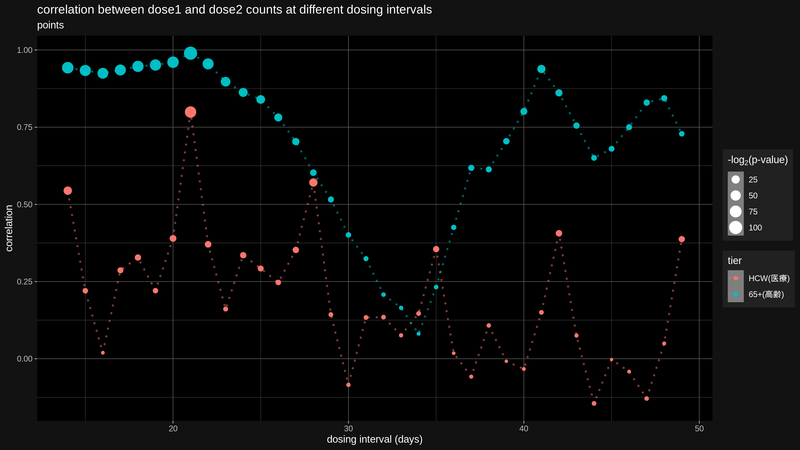 correlation between dose1 and dose2 counts at different dosing intervals
points
1.00
0.75
0.50
0.25
0.00
correlation
20
30
40
50
dosing interval (days)
-log2(p-value)
25
50
75
100
tier
HCW(医療)
65+(高齢)